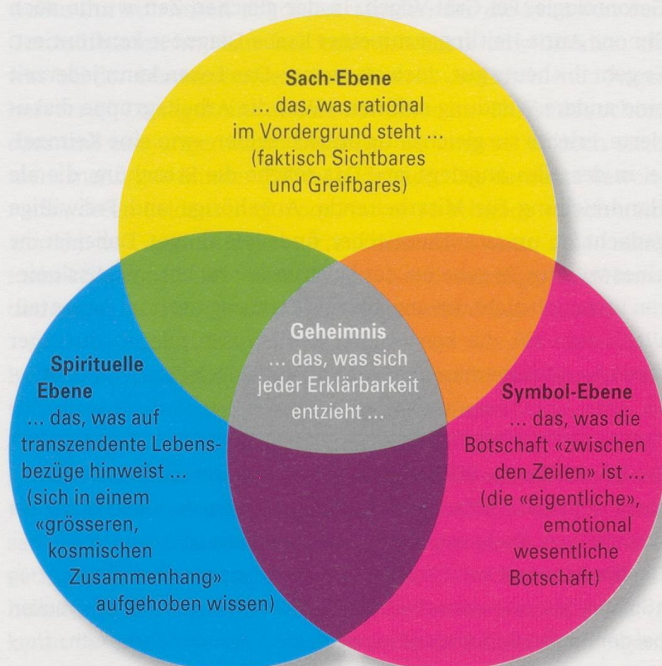 Sach-Ebene
... das, was rational
im Vordergrund steht ...
(faktisch Sichtbares
und Greifbares)
Geheimnis
... das, was sich
jeder Erklärbarkeit
entzieht ...
Spirituelle
Ebene
... das, was auf
transzendente Lebens-
bezüge hinweist ...
(sich in einem
«grösseren,
kosmischen
Zusammenhang»
aufgehoben wissen)
Symbol-Ebene
... das, was die
Botschaft «zwischen
den Zeilen» ist ...
(die «eigentliche»,
emotional
wesentliche
Botschaft)